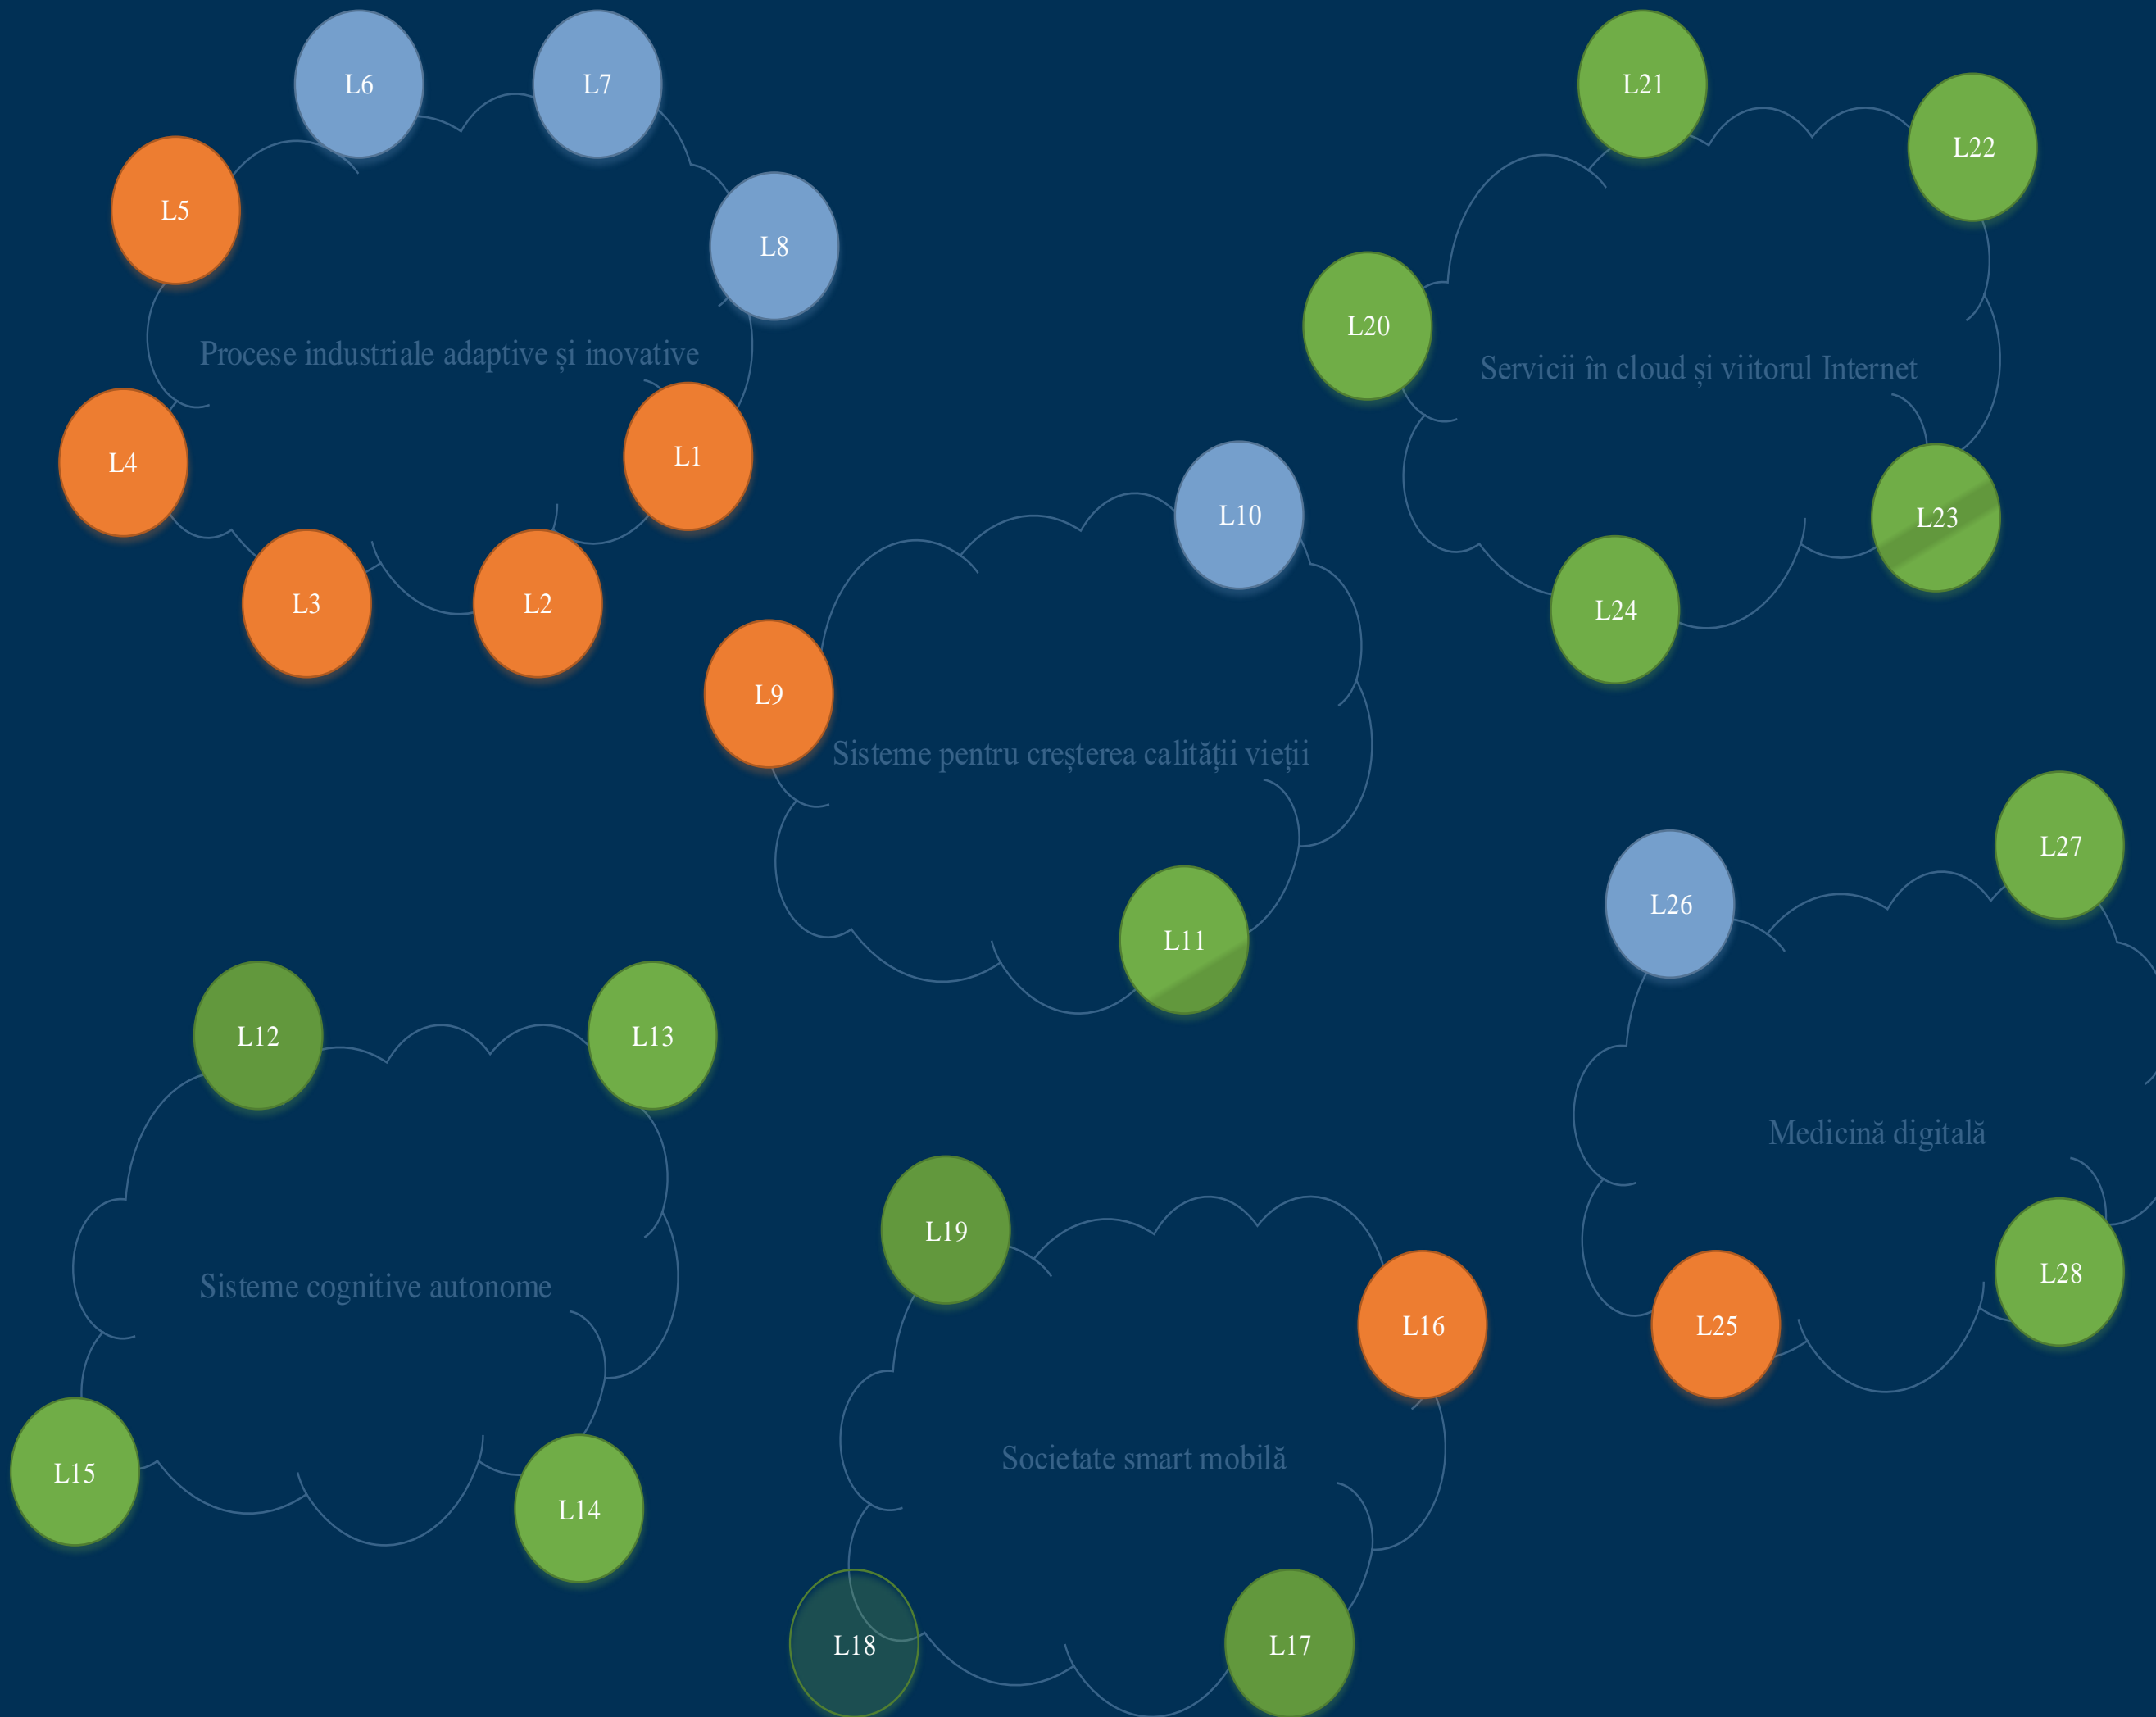 L6
L7
L5
L8
Procese industriale adaptive și inovative
L4
L1
L3
L2
L21
L22
L20
Servicii în cloud și viitorul Internet
L23
L24
L10
L9
Sisteme pentru creșterea calității vieții
L11
L27
L26
Medicină digitală
L28
L25
L12
L13
Sisteme cognitive autonome
L15
L14
L19
L16
Societate smart mobilă
L18
L17